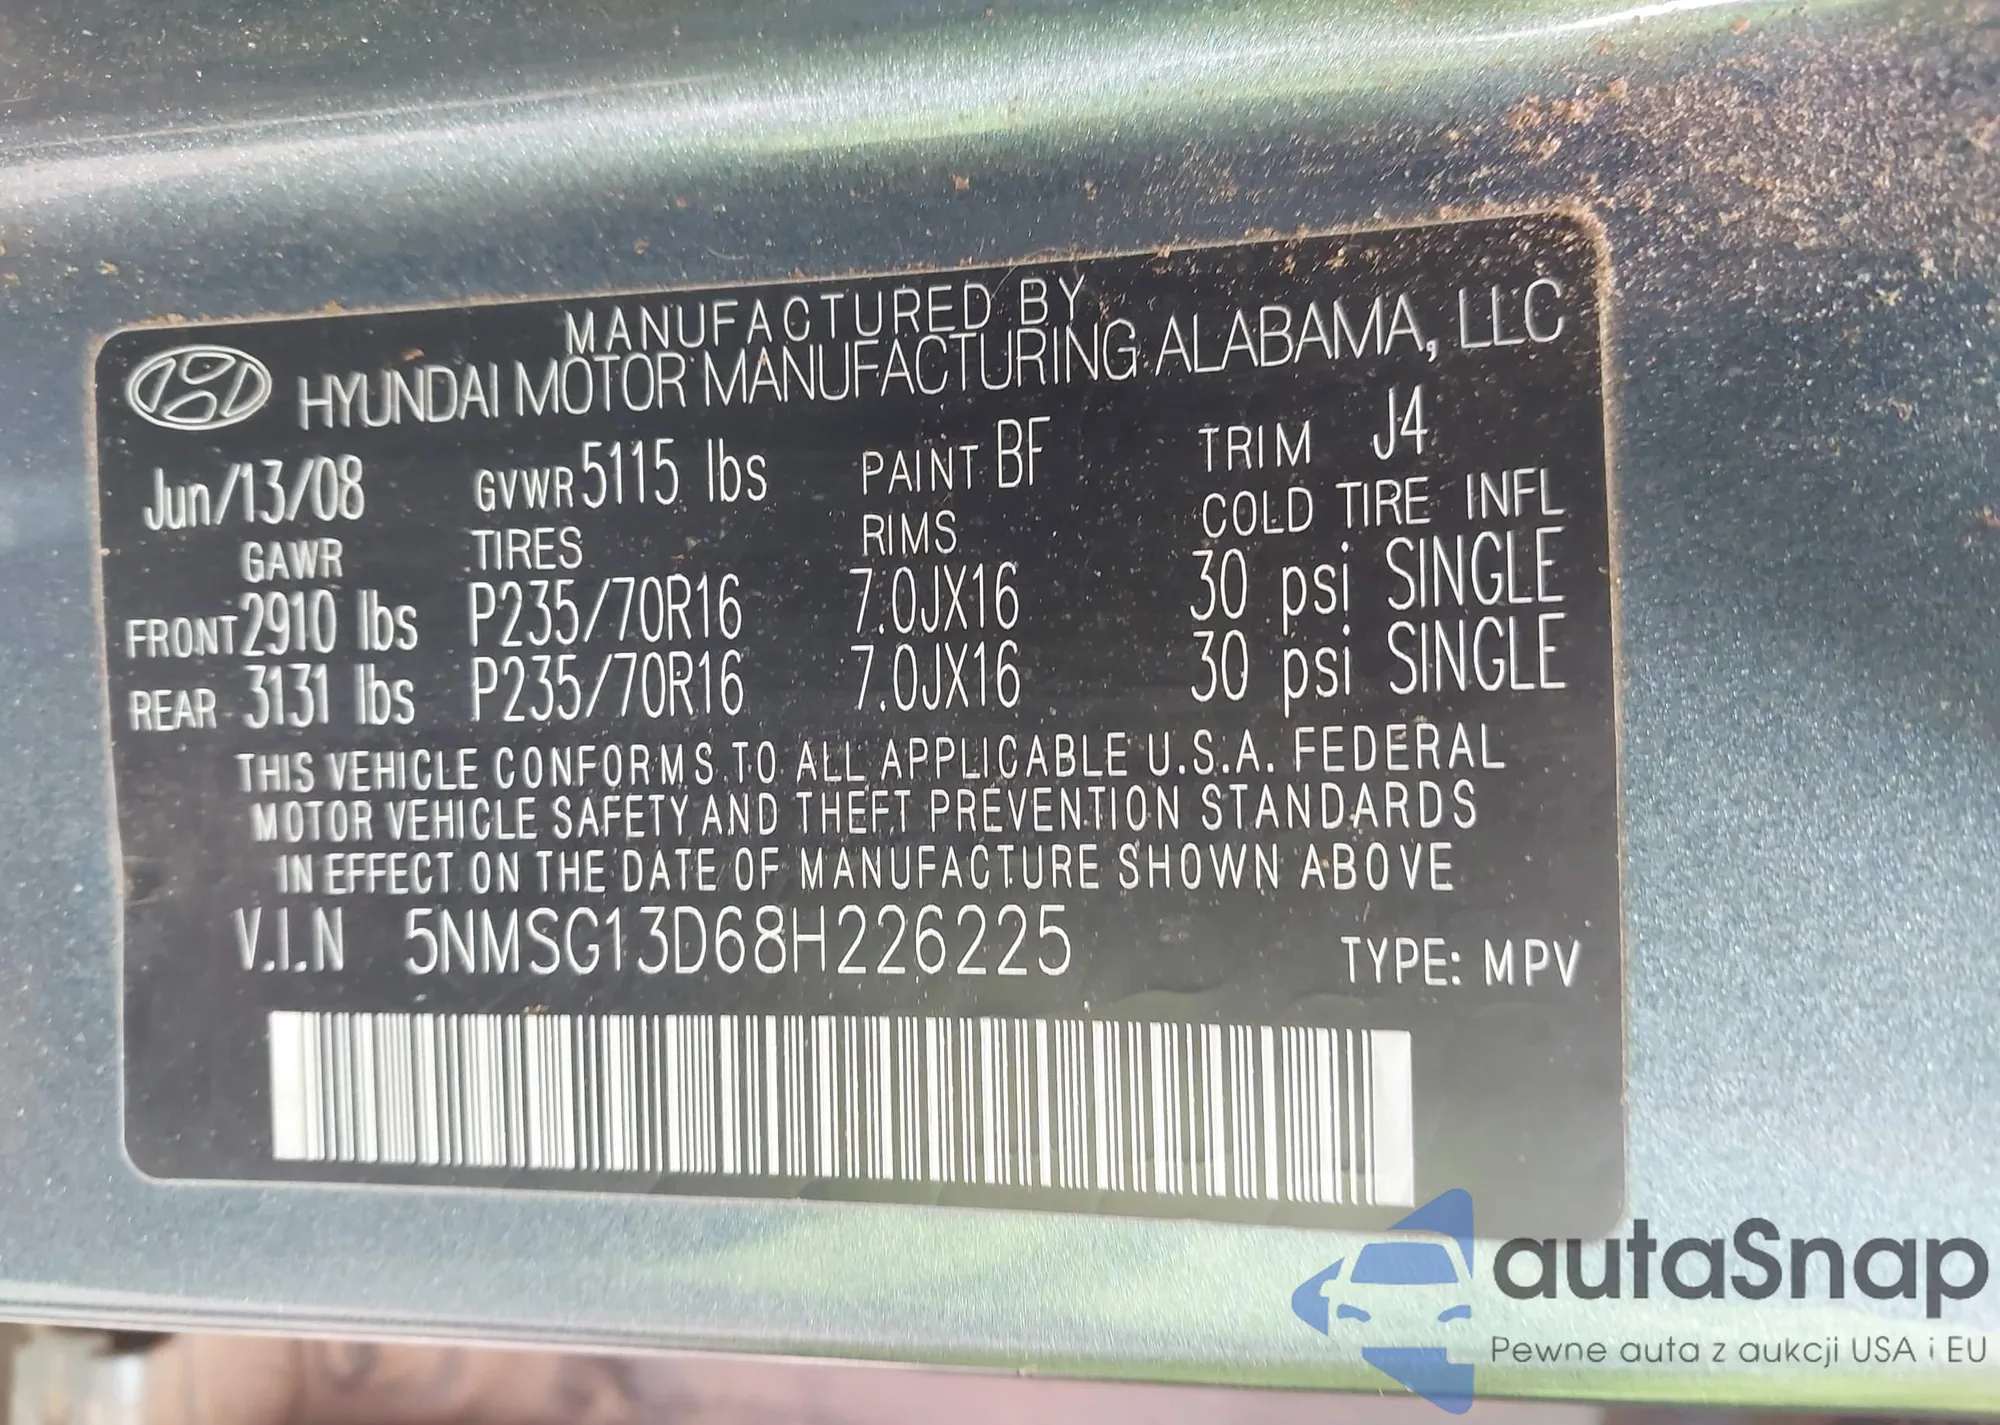 MANUFACTURED BY
HYUNDAI MOTOR MANUFACTURING ALABAMA, LLC
Jun/13/08 GVWR 5115 lbs PAINT BF TRIM J4
GAWR TIRES RIMS COLD TIRE INFL
FRONT 2910 lbs P235/70R16 7.0JX16 30 psi SINGLE
REAR 3131 lbs P235/70R16 7.0JX16 30 psi SINGLE
THIS VEHICLE CONFORMS TO ALL APPLICABLE U.S.A. FEDERAL
MOTOR VEHICLE SAFETY AND THEFT PREVENTION STANDARDS
IN EFFECT ON THE DATE OF MANUFACTURE SHOWN ABOVE
V.I.N 5NMSG13D68H226225 TYPE: MPV
autaSnap
Pewne auta z aukcji USA i EU